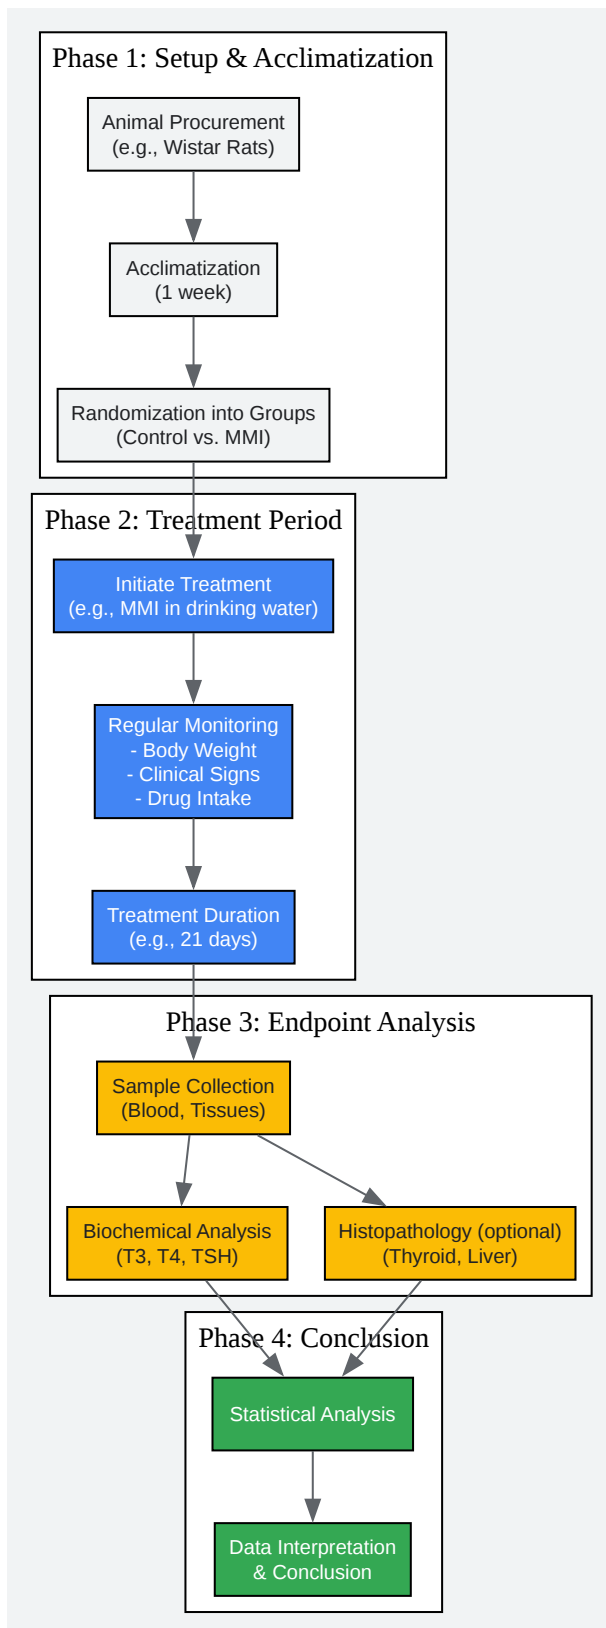 Phase 1: Setup & Acclimatization
Animal Procurement
(e.g., Wistar Rats)
Acclimatization
(1 week)
Randomization into Groups
(Control vs. MMI)
Phase 2: Treatment Period
Initiate Treatment
(e.g., MMI in drinking water)
Regular Monitoring
- Body Weight
- Clinical Signs
- Drug Intake
Treatment Duration
(e.g., 21 days)
Phase 3: Endpoint Analysis
Sample Collection
(Blood, Tissues)
Biochemical Analysis
(T3, T4, TSH)
Histopathology (optional)
(Thyroid, Liver)
Phase 4: Conclusion
Statistical Analysis
Data Interpretation
& Conclusion